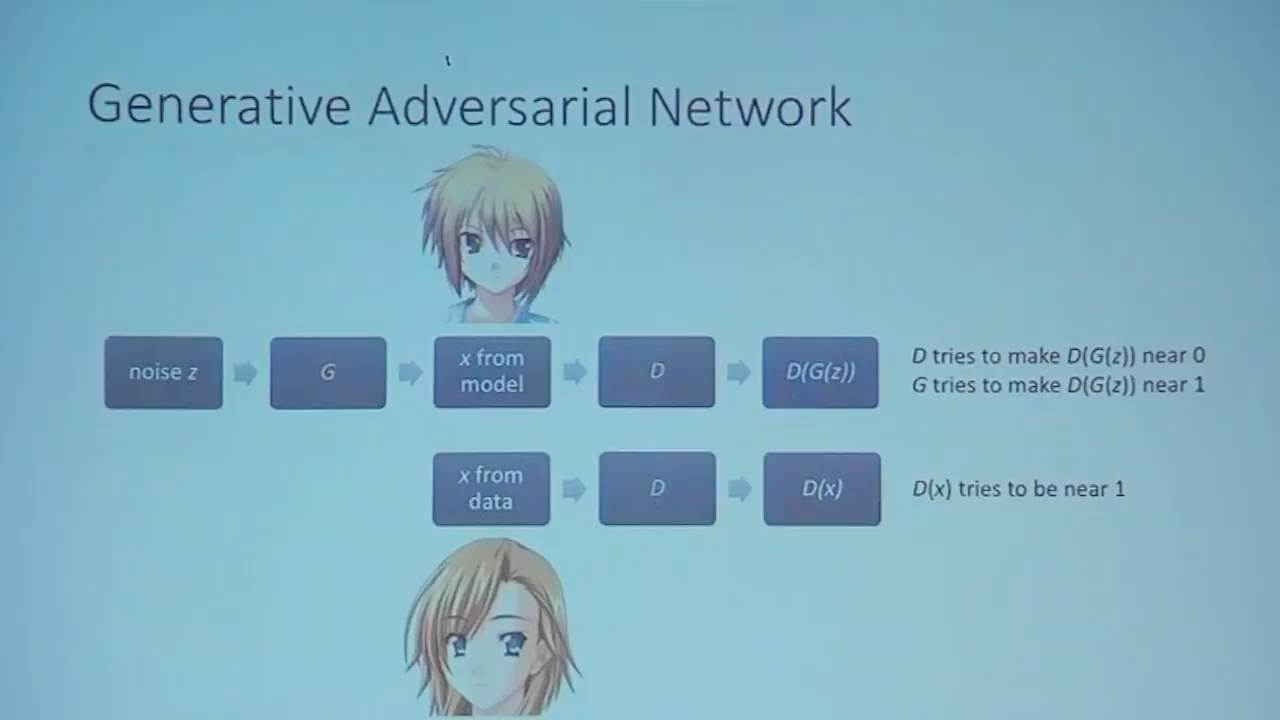 Generative Adversarial Network
noise z
G
x from
model
D
D(G(z))
D tries to make D(G(z)) near 0
G tries to make D(G(z)) near 1
x from
data
D
D(x)
D(x) tries to be near 1